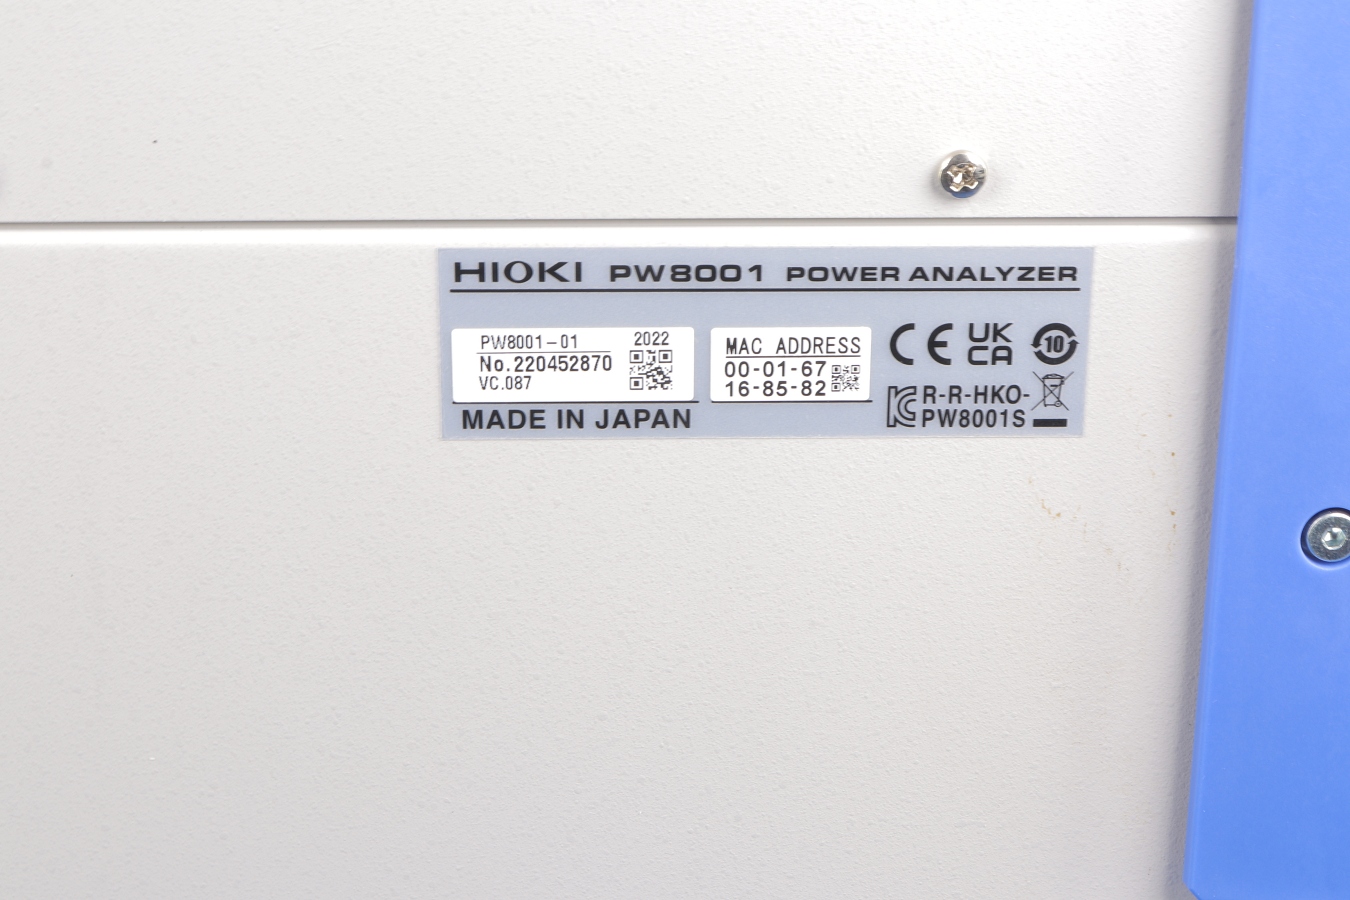 HIOKI PW8001 POWER ANALYZER
PW8001-01 2022
No.220452870
VC.087
MADE IN JAPAN
MAC ADDRESS
00-01-67
16-85-82
CE UK CA 10
R-R-HKO-
PW8001S